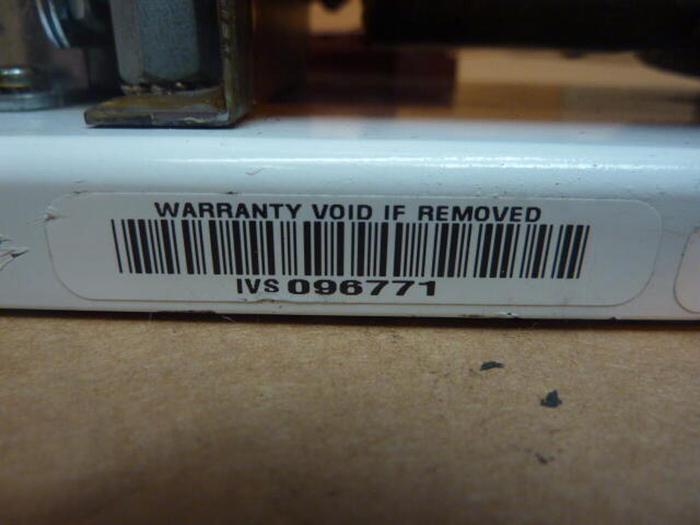 WARRANTY VOID IF REMOVED
IVS 096771